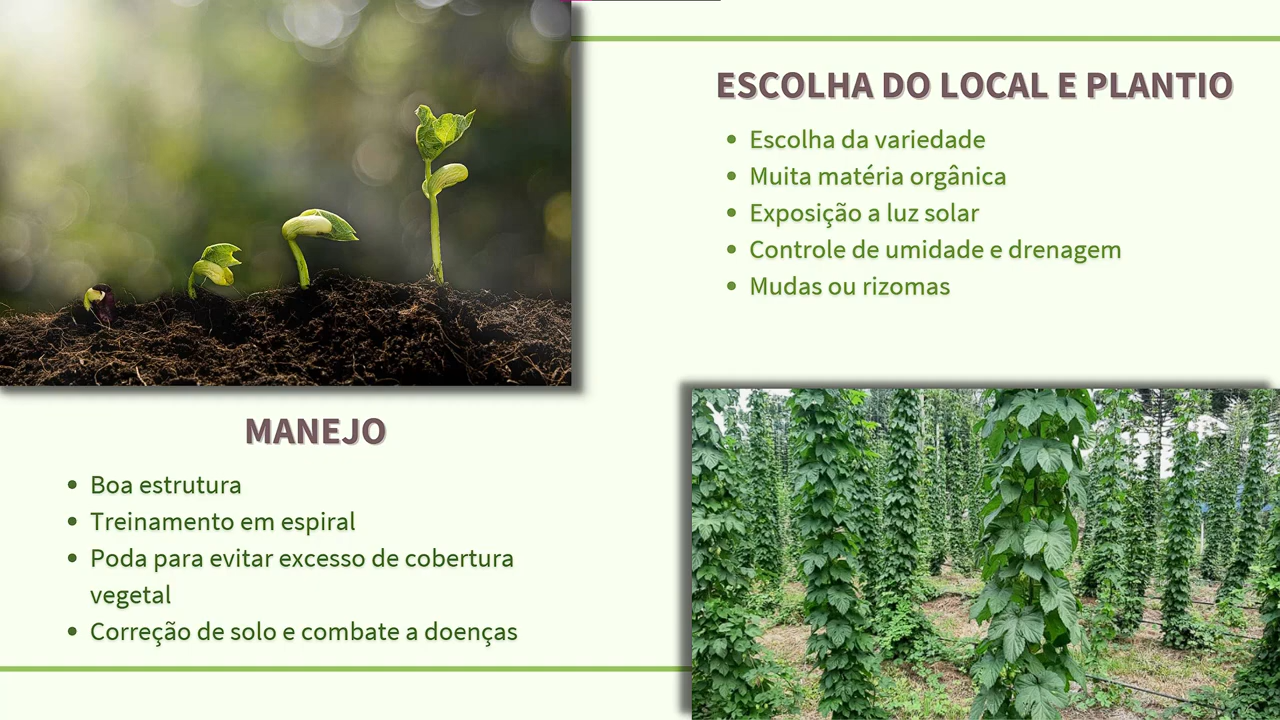 ESCOLHA DO LOCAL E PLANTIO
• Escolha da variedade
• Muita matéria orgânica
• Exposição a luz solar
• Controle de umidade e drenagem
• Mudas ou rizomas
MANEJO
• Boa estrutura
• Treinamento em espiral
• Poda para evitar excesso de cobertura
vegetal
• Correção de solo e combate a doenças